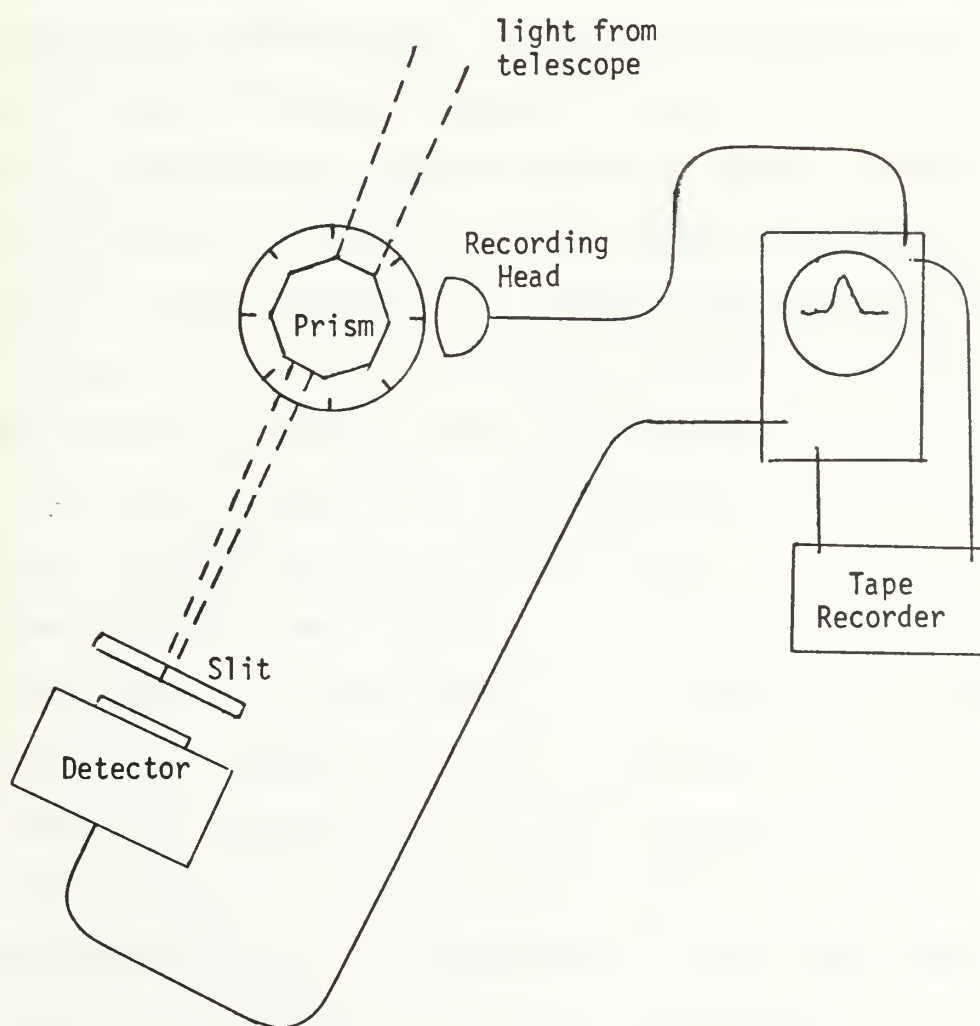 light from
telescope
Recording
Head
Prism
Slit
Detector
Tape
Recorder